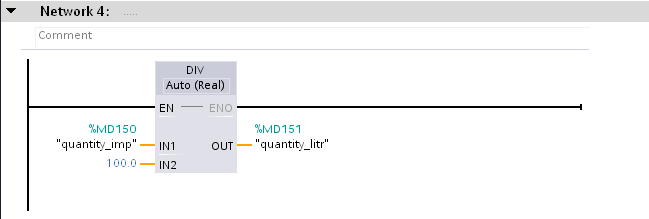 Network 4: .....
Comment
DIV
Auto (Real)
EN ENO
%MD150 %MD151
"quantity_imp" IN1 OUT "quantity_litr"
100.0 IN2